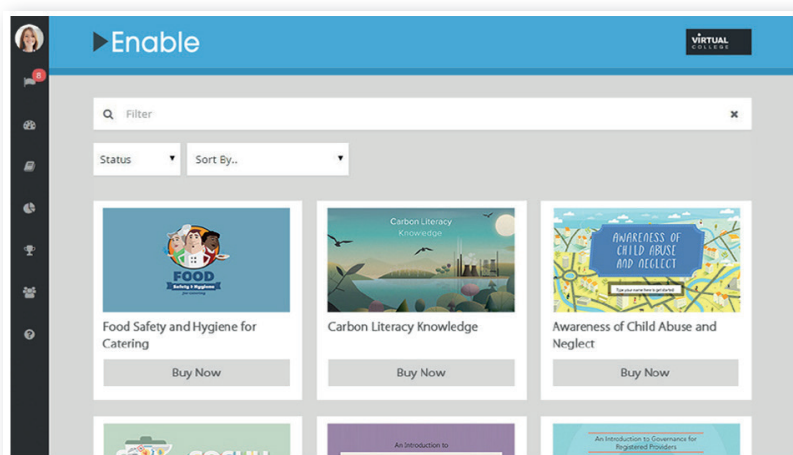 8
Enable
VIRTUAL
COLLEGE
Filter
Status
Sort By..
Carbon Literacy
Knowledge
AWARENESS OF
CHILD ABUSE
AND NEGLECT
Type your name here to get started
FOOD
Safety & Hygiene
for Catering
Food Safety and Hygiene for
Catering
Carbon Literacy Knowledge
Awareness of Child Abuse and
Neglect
Buy Now
Buy Now
Buy Now
An Introduction to
An Introduction to Governance for
Registered Providers